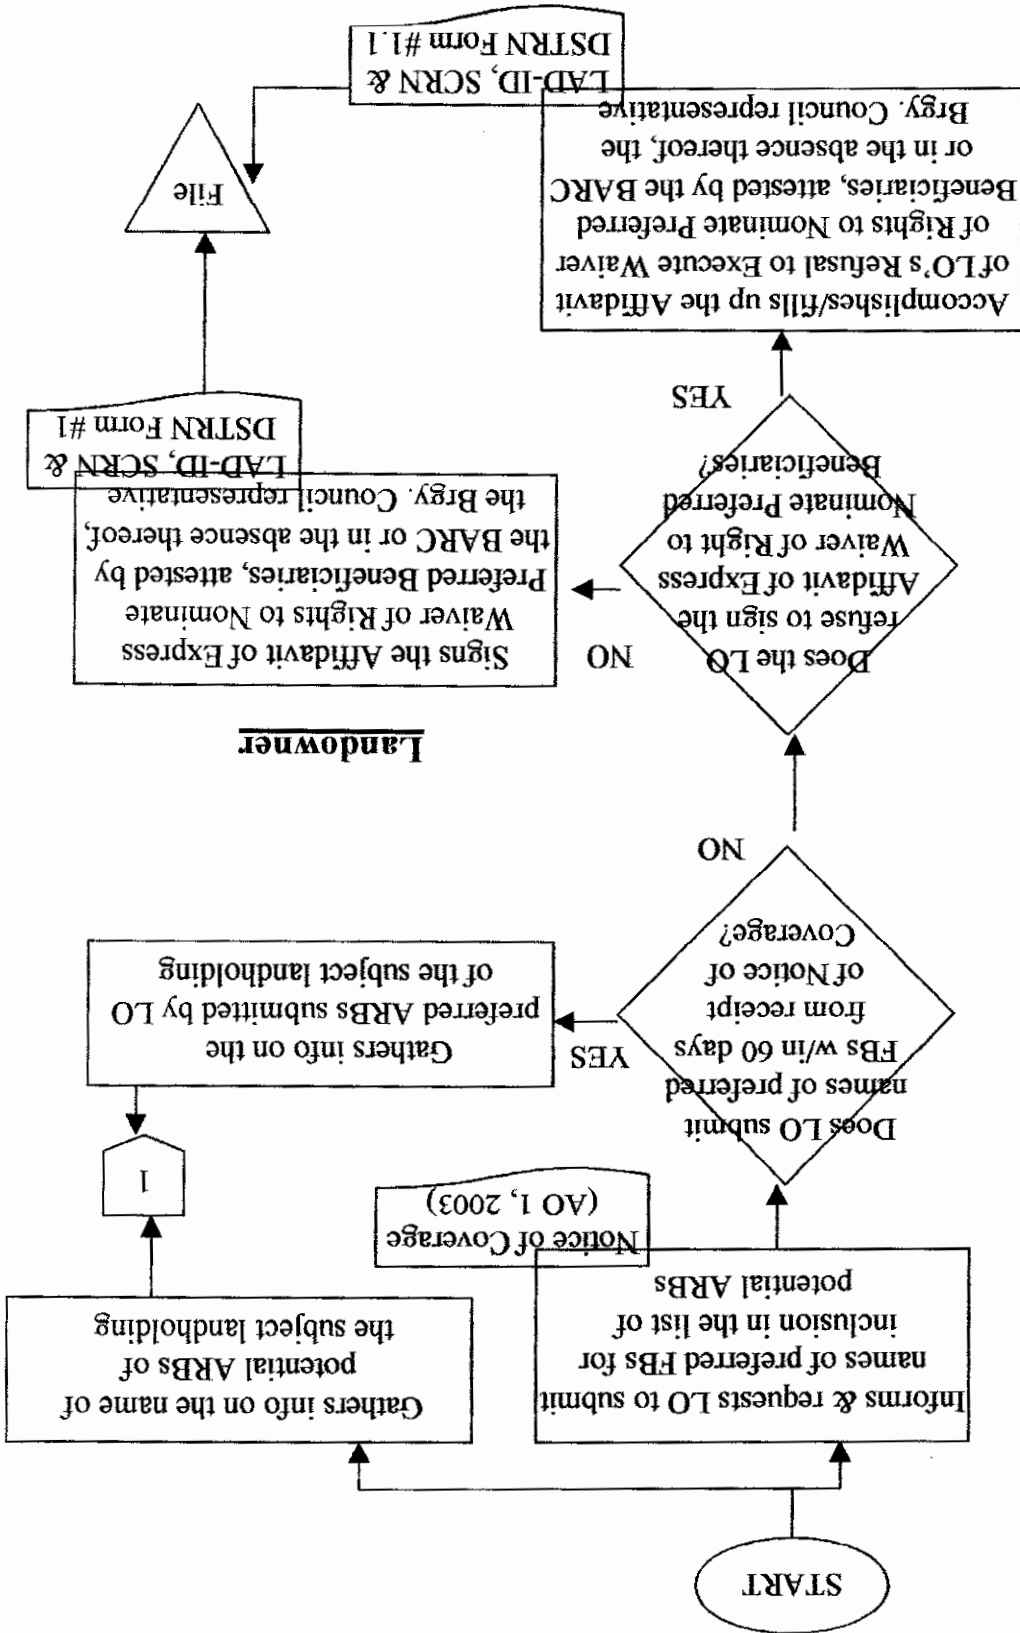 START
Informs & requests LO to submit
names of preferred FBs for
inclusion in the list of
potential ARBs
Notice of Coverage
(AO 1, 2003)
Gathers info on the name of
potential ARBs of
the subject landholding
1
Does LO submit
names of preferred
FBs w/in 60 days
from receipt
of Notice of
Coverage?
YES
Gathers info on the
preferred ARBs submitted by LO
of the subject landholding
NO
Landowner
Does the LO
refuse to sign the
Affidavit of Express
Waiver of Right to
Nominate Preferred
Beneficiaries?
NO
Signs the Affidavit of Express
Waiver of Rights to Nominate
Preferred Beneficiaries, attested by
the BARC or in the absence thereof,
the Brgy. Council representative
LAD-ID, SCRN &
DSTRN Form #1
YES
Accomplishes/fills up the Affidavit
of LO's Refusal to Execute Waiver
of Rights to Nominate Preferred
Beneficiaries, attested by the BARC
or in the absence thereof, the
Brgy. Council representative
LAD-ID, SCRN &
DSTRN Form #1.1
File